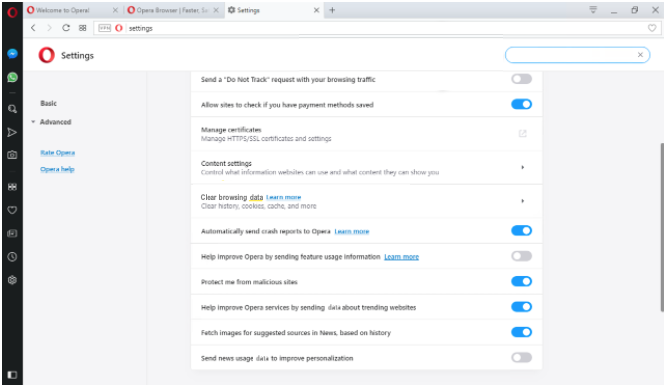 Welcome to Opera!
Opera Browser | Faster, Sa
Settings
VPN
settings
Settings
Send a "Do Not Track" request with your browsing traffic
Basic
Allow sites to check if you have payment methods saved
Advanced
Manage certificates
Manage HTTPS/SSL certificates and settings
Rate Opera
Content settings
Opera help
Control what information websites can use and what content they can show you
Clear browsing data Learn more
Clear history, cookies, cache, and more
Automatically send crash reports to Opera Learn more
Help improve Opera by sending feature usage information Learn more
Protect me from malicious sites
Help improve Opera services by sending data about trending websites
Fetch images for suggested sources in News, based on history
Send news usage data to improve personalization